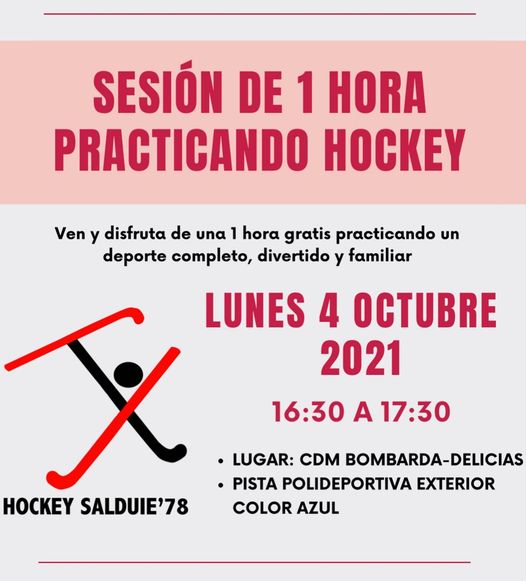 SESIÓN DE 1 HORA
PRACTICANDO HOCKEY
Ven y disfruta de una 1 hora gratis practicando un
deporte completo, divertido y familiar
LUNES 4 OCTUBRE
2021
16:30 A 17:30
• LUGAR: CDM BOMBARDA-DELICIAS
• PISTA POLIDEPORTIVA EXTERIOR
COLOR AZUL
HOCKEY SALDUIE'78